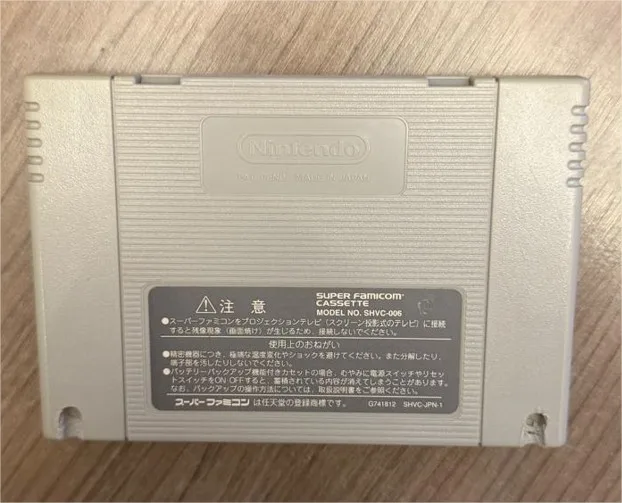 Nintendo
MADE IN JAPAN
⚠注意
SUPER FAMICOM
CASSETTE
MODEL NO. SHVC-006
●スーパーファミコンをプロジェクションテレビ(スクリーン投影式のテレビ)に接続
すると残像現象(画面焼け)が生じるため、接続しないでください。
使用上のおねがい
●精密機器につき、極端な温度変化やショックを避けてください。また分解したり、
端子部を汚したりしないでください。
●バッテリーバックアップ機能付きカセットの場合、むやみに電源スイッチやリセッ
トスイッチをON OFFすると、蓄積されている内容が消えてしまうことがあります。
なお、バックアップの操作方法については、取扱説明書をご参照ください。
スーパーファミコン は任天堂の登録商標です。 G741812 SHVC-JPN-1